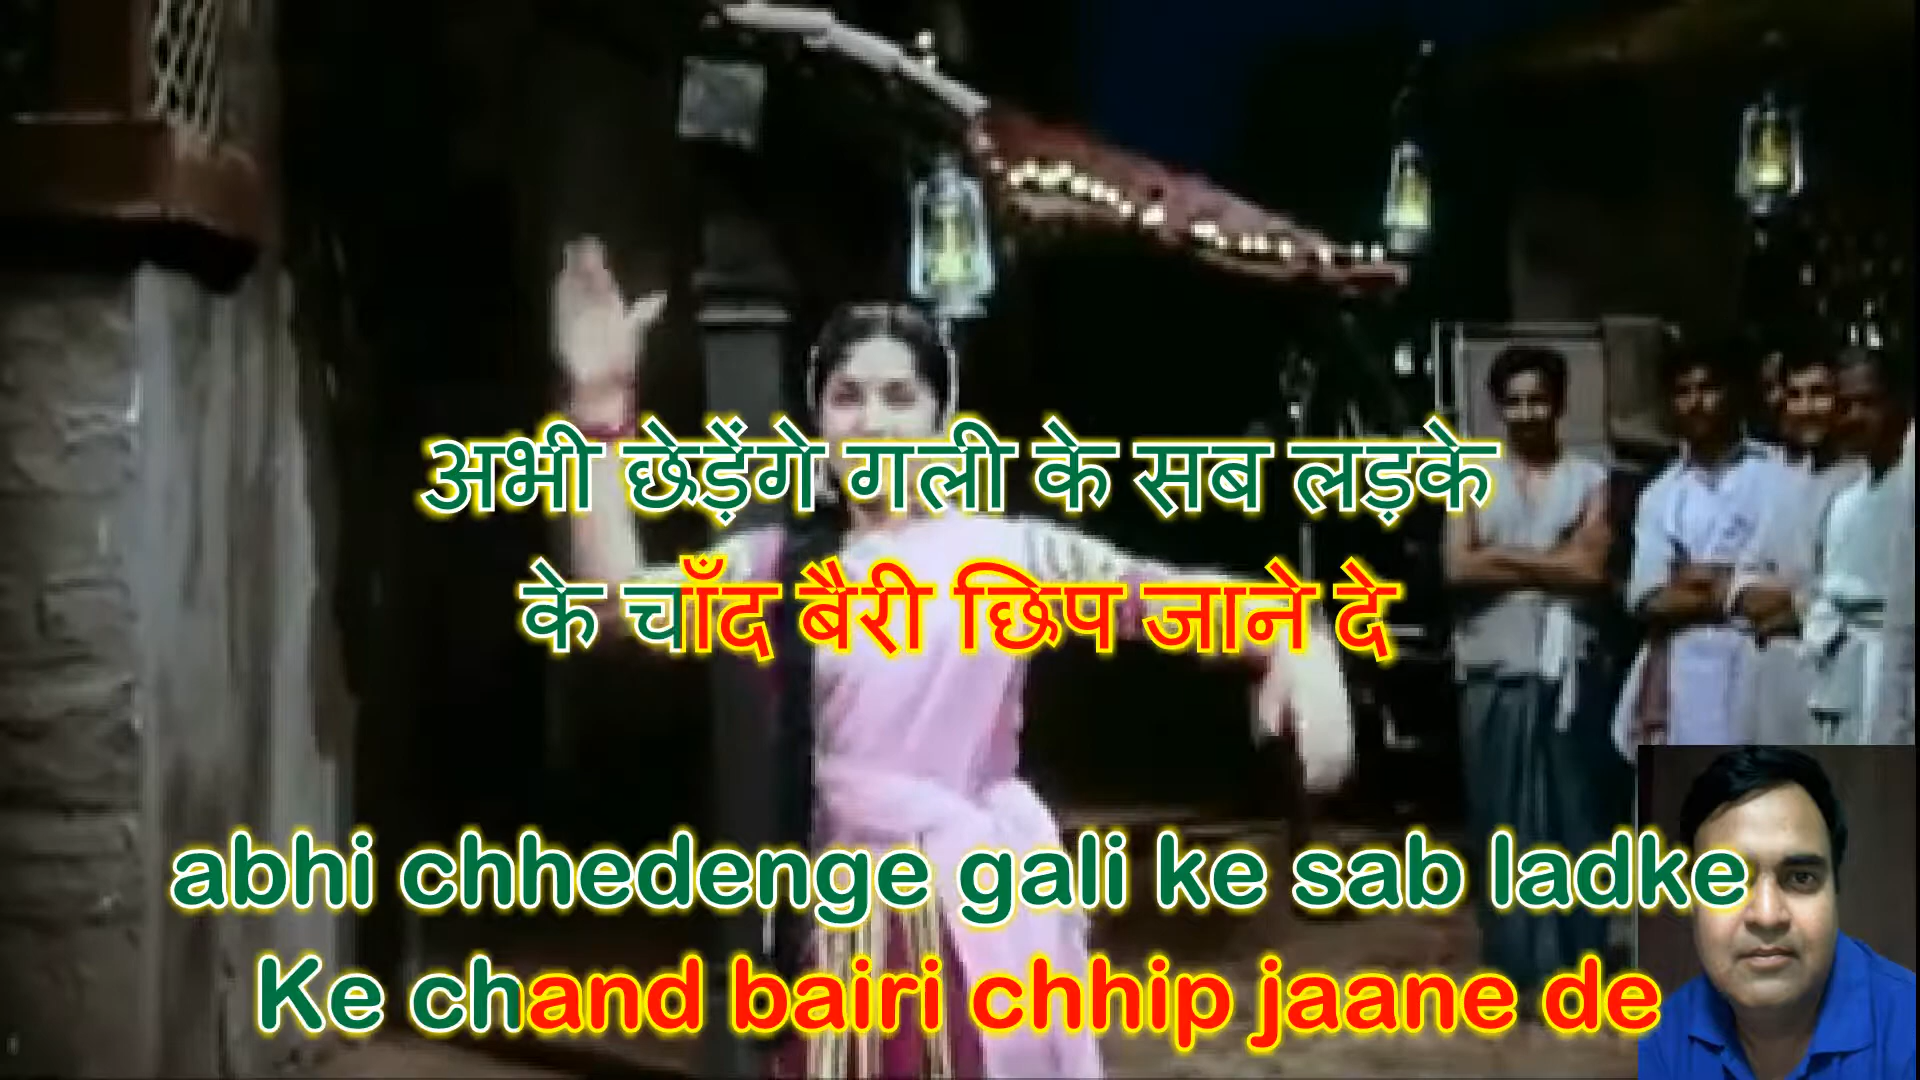 अभी छेड़ेंगे गली के सब लड़के
के चाँद बैरी छिप जाने दे
abhi chhedenge gali ke sab ladke
Ke chand bairi chhip jaane de